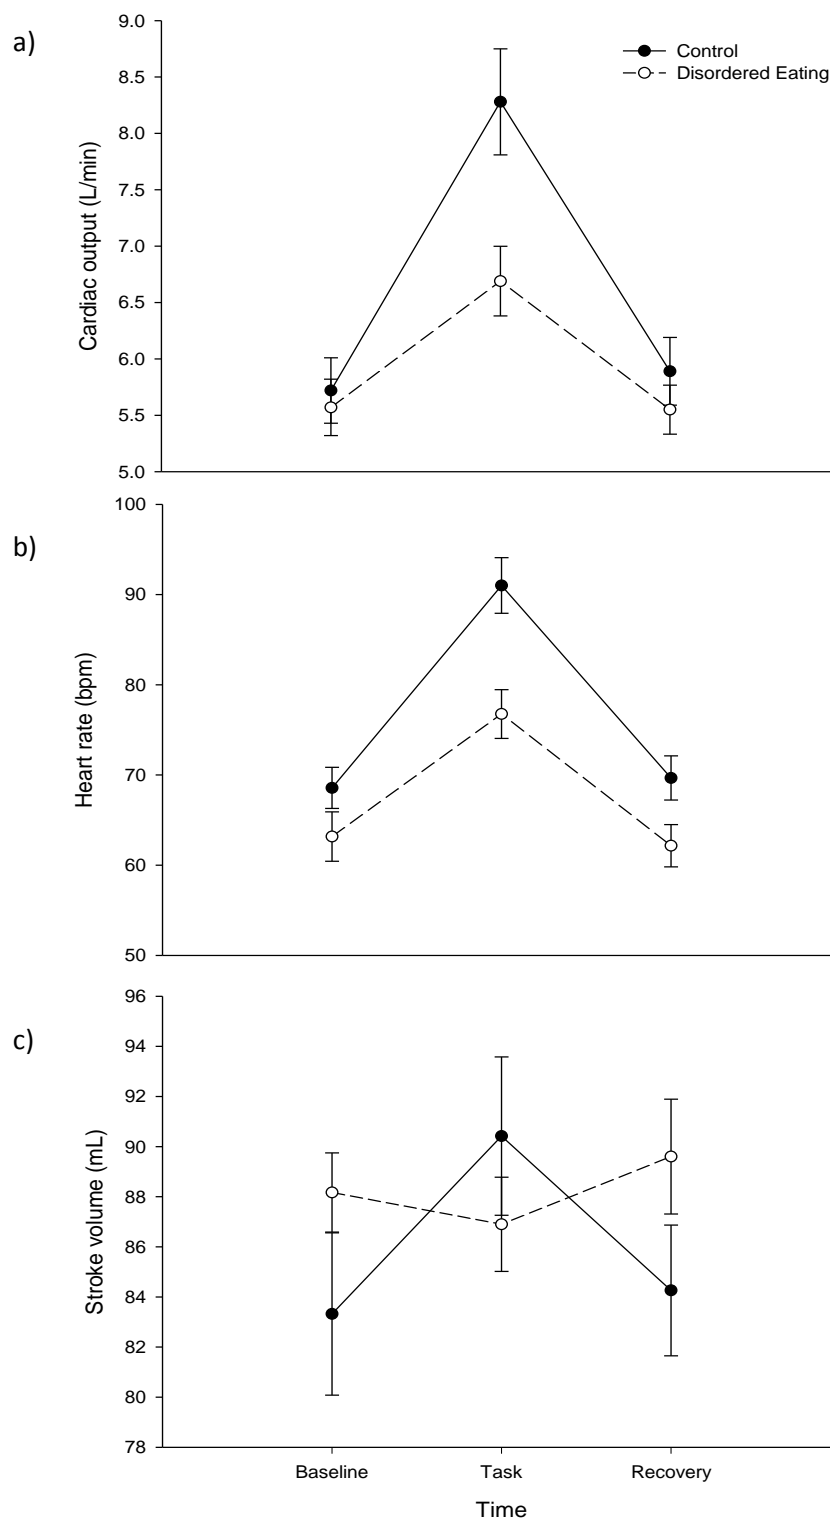 a)
Control
Disordered Eating
Cardiac output (L/min)
9.0
8.5
8.0
7.5
7.0
6.5
6.0
5.5
5.0
b)
Heart rate (bpm)
100
90
80
70
60
50
c)
Stroke volume (mL)
96
94
92
90
88
86
84
82
80
78
Baseline Task Recovery
Time